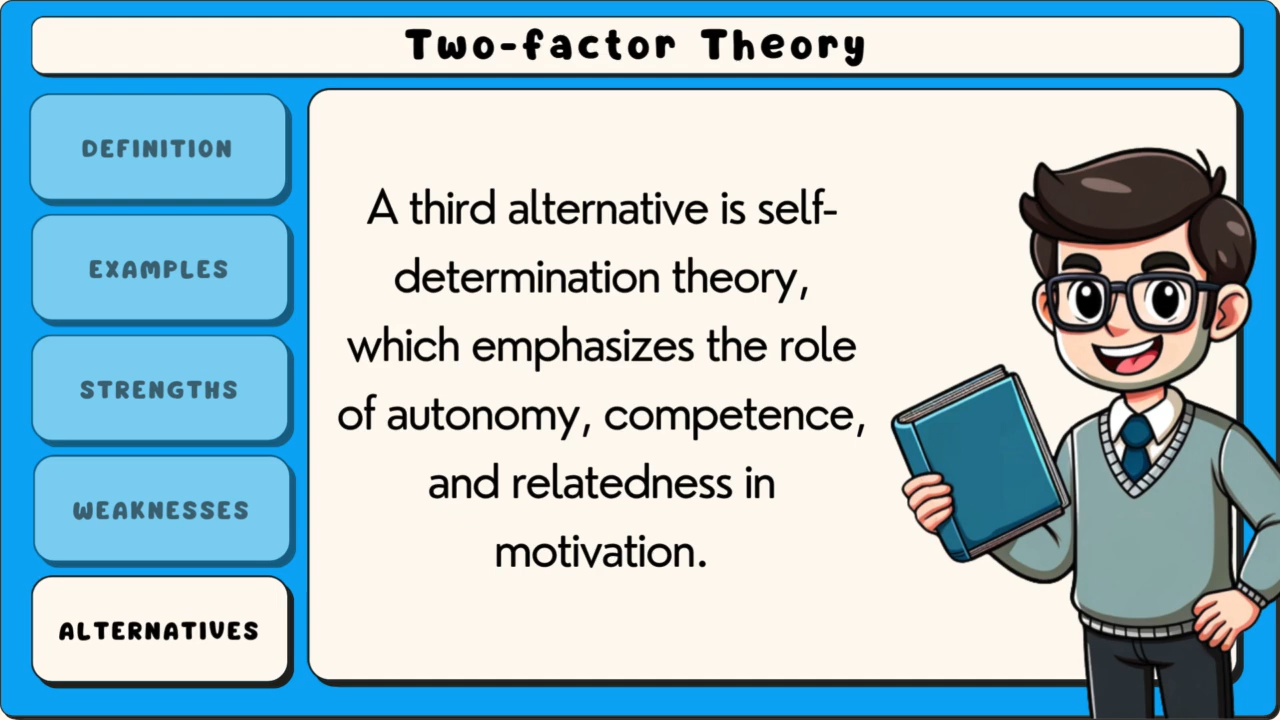 Two-factor Theory
DEFINITION
EXAMPLES
STRENGTHS
WEAKNESSES
ALTERNATIVES
A third alternative is self-
determination theory,
which emphasizes the role
of autonomy, competence,
and relatedness in
motivation.